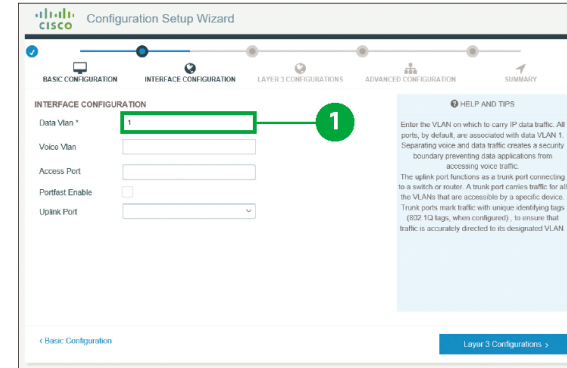 CISCO
Configuration Setup Wizard
BASIC CONFIGURATION
INTERFACE CONFIGURATION
LAYER 3 CONFIGURATIONS
ADVANCED CONFIGURATION
SUMMARY
INTERFACE CONFIGURATION
Data Vlan *
1
1
Voice Vlan
Access Port
Portfast Enable
Uplink Port
HELP AND TIPS
Enter the VLAN on which to carry IP data traffic. All
ports, by default, are associated with data VLAN 1.
Separating voice and data traffic creates a security
boundary preventing data applications from
accessing voice traffic.
The uplink port functions as a trunk port connecting
to a switch or router. A trunk port carries traffic for all
the VLANs that are accessible by a specific device.
Trunk ports mark traffic with unique identifying tags
(802 1Q tags, when configured) , to ensure that
traffic is accurately directed to its designated VLAN
‹ Basic Configuration
Layer 3 Configurations ›